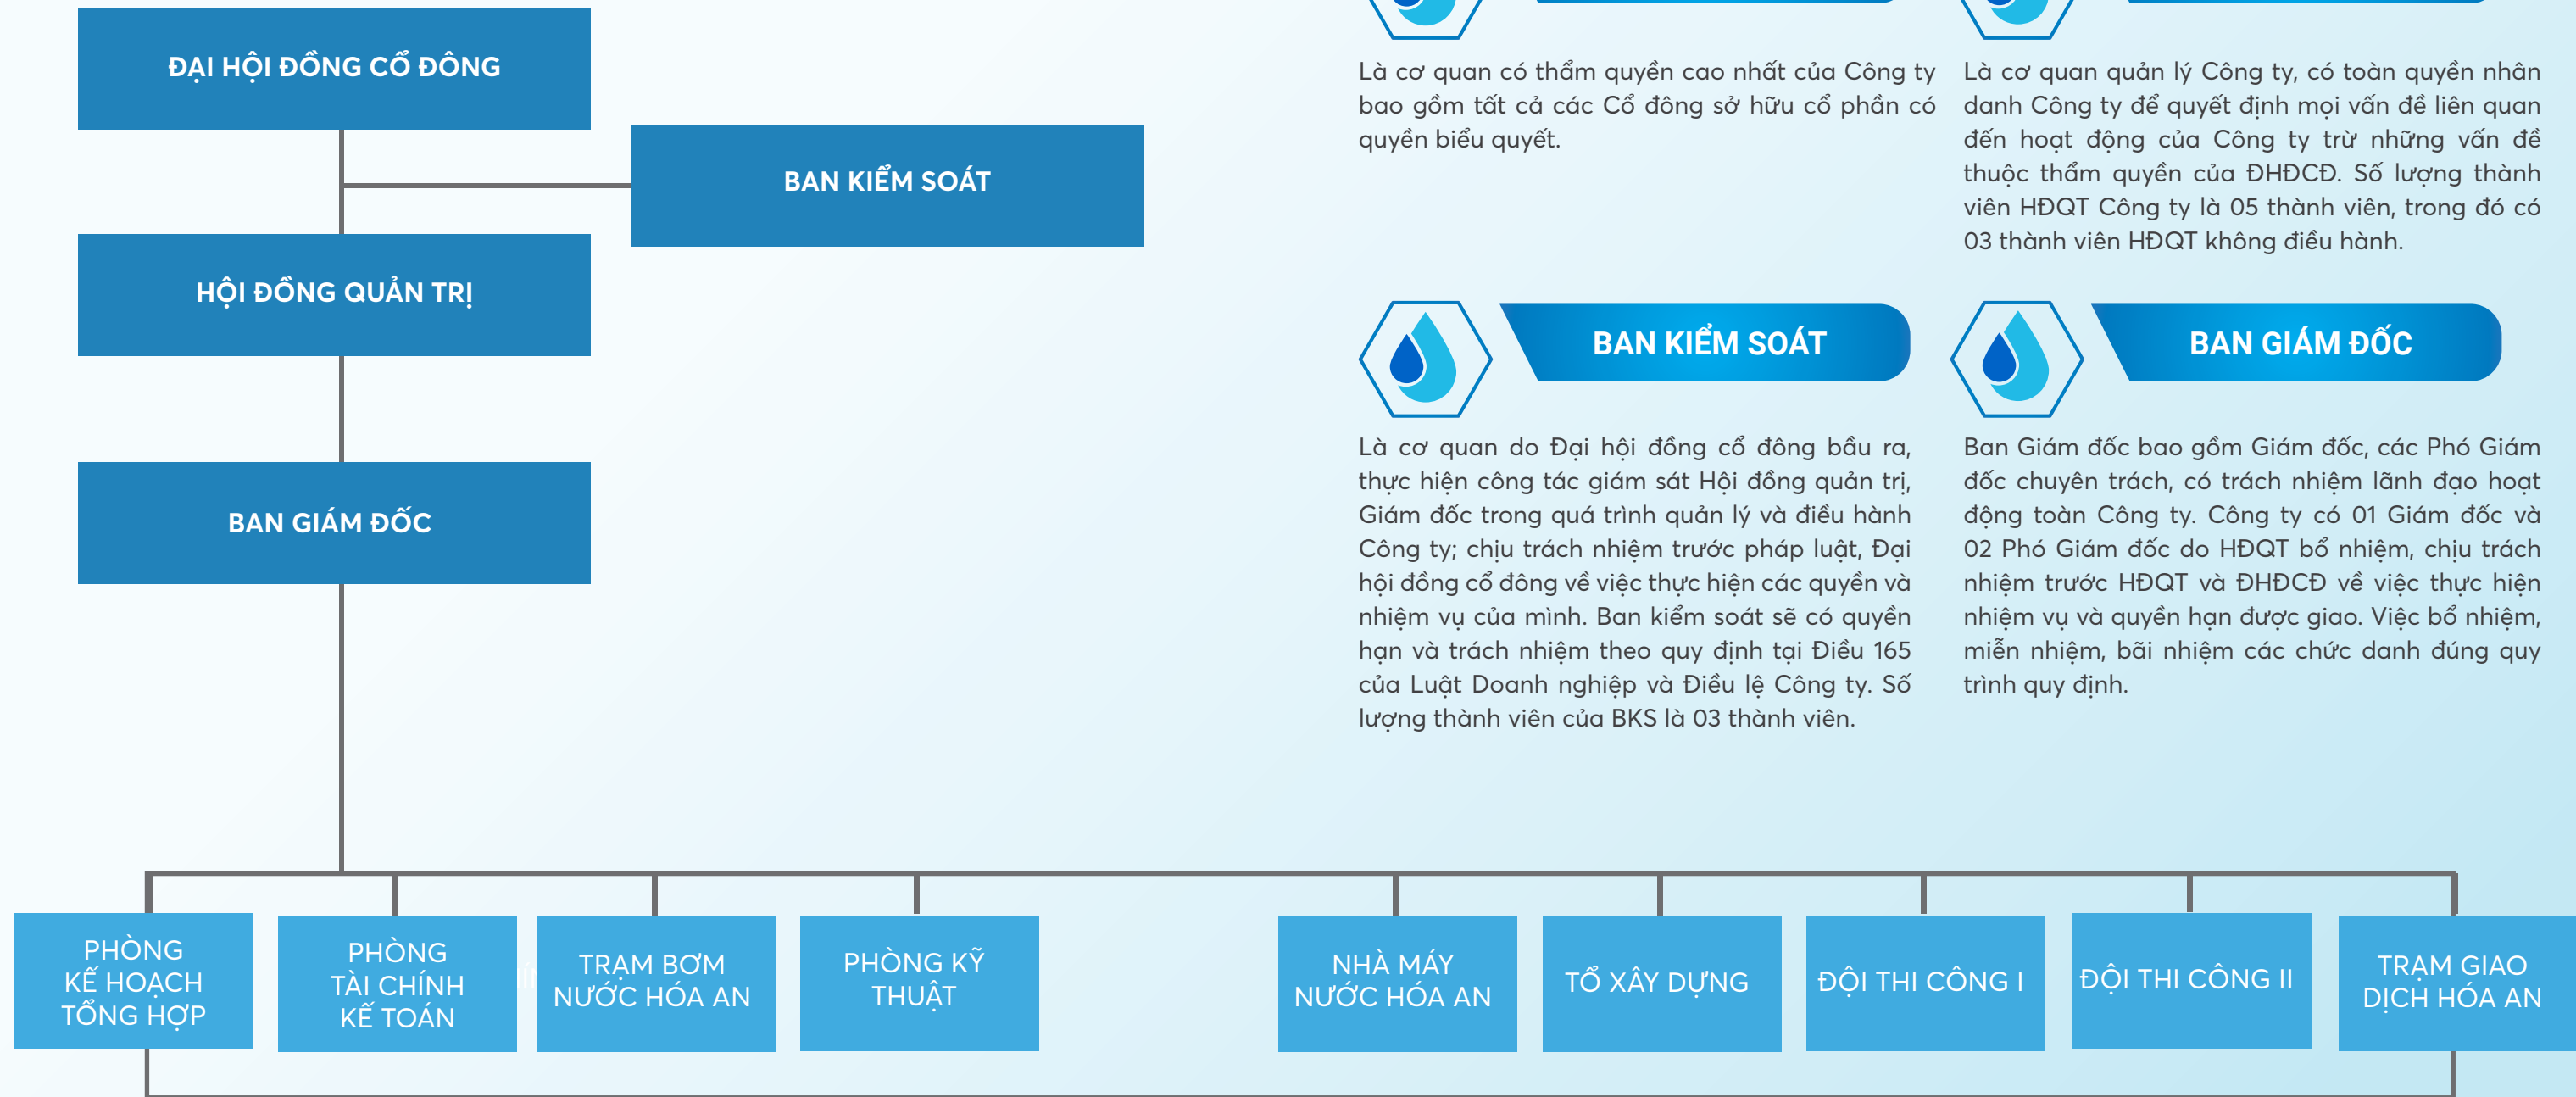 ĐẠI HỘI ĐỒNG CỔ ĐÔNG
BAN KIỂM SOÁT
HỘI ĐỒNG QUẢN TRỊ
BAN GIÁM ĐỐC
Là cơ quan có thẩm quyền cao nhất của Công ty
bao gồm tất cả các Cổ đông sở hữu cổ phần có
quyền biểu quyết.
Là cơ quan quản lý Công ty, có toàn quyền nhân
danh Công ty để quyết định mọi vấn đề liên quan
đến hoạt động của Công ty trừ những vấn đề
thuộc thẩm quyền của ĐHĐCĐ. Số lượng thành
viên HĐQT Công ty là 05 thành viên, trong đó có
03 thành viên HĐQT không điều hành.
BAN KIỂM SOÁT
Là cơ quan do Đại hội đồng cổ đông bầu ra,
thực hiện công tác giám sát Hội đồng quản trị,
Giám đốc trong quá trình quản lý và điều hành
Công ty; chịu trách nhiệm trước pháp luật, Đại
hội đồng cổ đông về việc thực hiện các quyền và
nhiệm vụ của mình. Ban kiểm soát sẽ có quyền
hạn và trách nhiệm theo quy định tại Điều 165
của Luật Doanh nghiệp và Điều lệ Công ty. Số
lượng thành viên của BKS là 03 thành viên.
BAN GIÁM ĐỐC
Ban Giám đốc bao gồm Giám đốc, các Phó Giám
đốc chuyên trách, có trách nhiệm lãnh đạo hoạt
động toàn Công ty. Công ty có 01 Giám đốc và
02 Phó Giám đốc do HĐQT bổ nhiệm, chịu trách
nhiệm trước HĐQT và ĐHĐCĐ về việc thực hiện
nhiệm vụ và quyền hạn được giao. Việc bổ nhiệm,
miễn nhiệm, bãi nhiệm các chức danh đúng quy
trình quy định.
PHÒNG
KẾ HOẠCH
TỔNG HỢP
PHÒNG
TÀI CHÍNH
KẾ TOÁN
TRẠM BƠM
NƯỚC HÓA AN
PHÒNG KỸ
THUẬT
NHÀ MÁY
NƯỚC HÓA AN
TỔ XÂY DỰNG
ĐỘI THI CÔNG I
ĐỘI THI CÔNG II
TRẠM GIAO
DỊCH HÓA AN